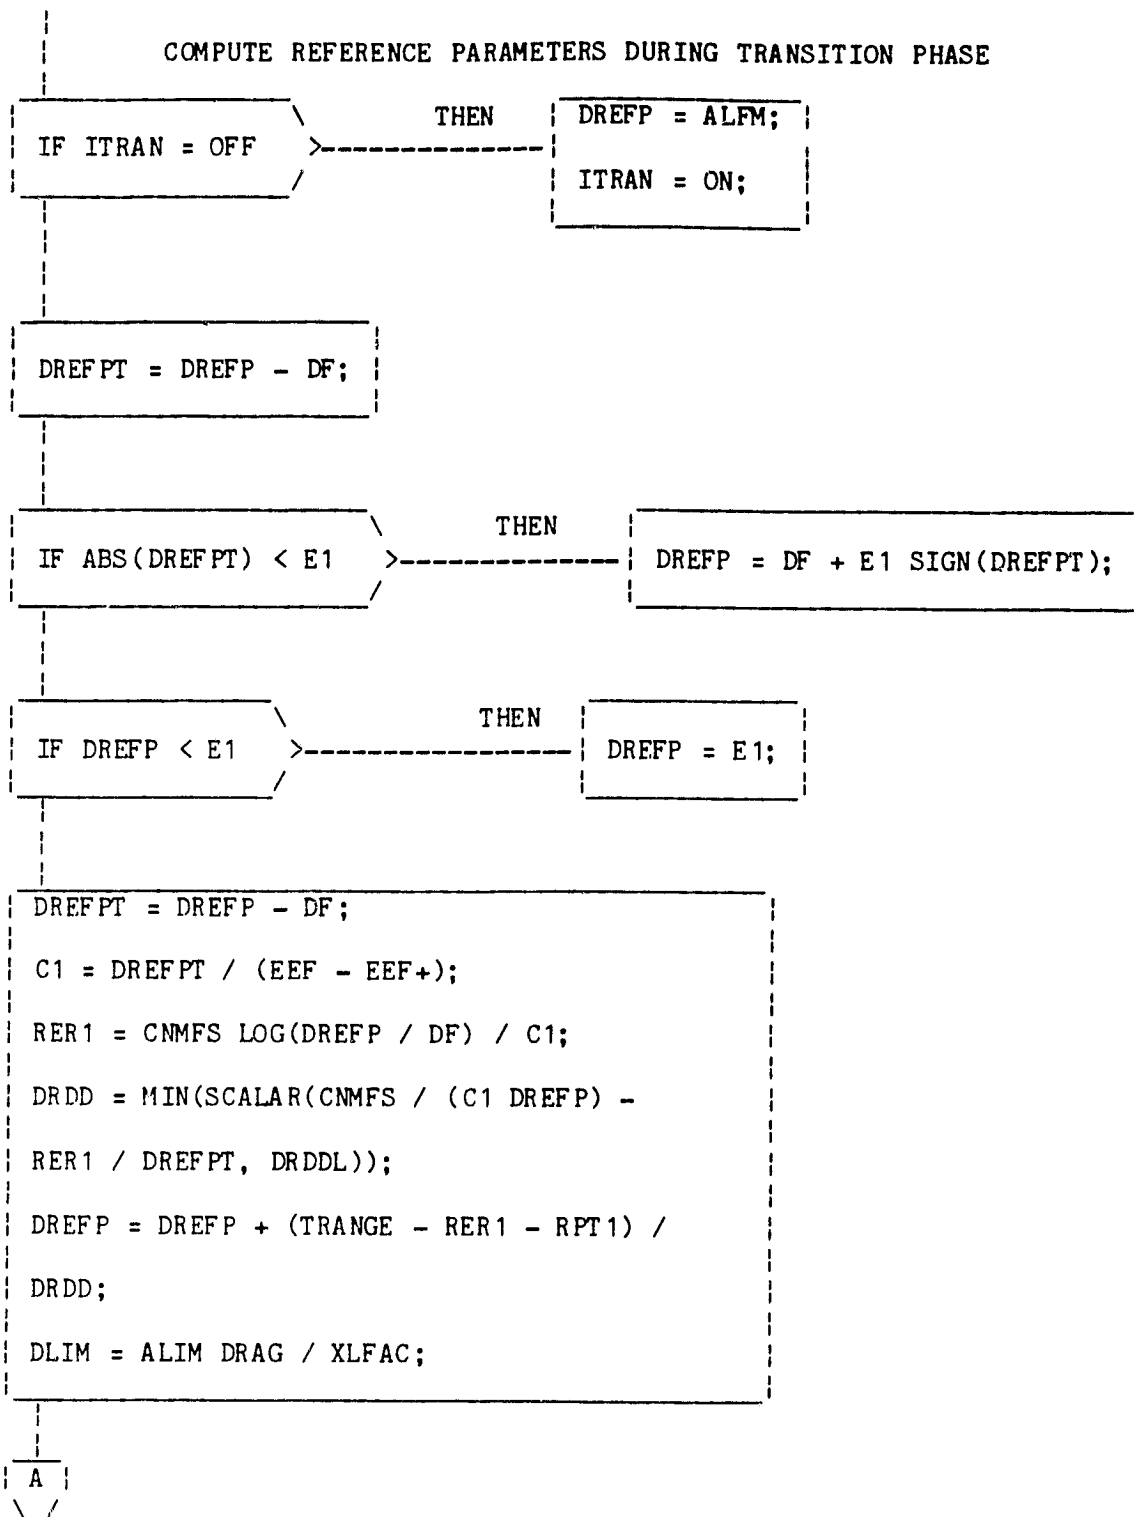 COMPUTE REFERENCE PARAMETERS DURING TRANSITION PHASE
IF ITRAN = OFF
THEN
DREFP = ALFM;
ITRAN = ON;
DREFPT = DREFP - DF;
IF ABS(DREFPT) < E1
THEN
DREFP = DF + E1 SIGN(DREFPT);
IF DREFP < E1
THEN
DREFP = E1;
DREFPT = DREFP - DF;
C1 = DREFPT / (EEF - EEF+);
RER1 = CNMFS LOG(DREFP / DF) / C1;
DRDD = MIN(SCALAR(CNMFS / (C1 DREFP) -
RER1 / DREFPT, DRDDL));
DREFP = DREFP + (TRANGE - RER1 - RPT1) /
DRDD;
DLIM = ALIM DRAG / XLFAC;
A